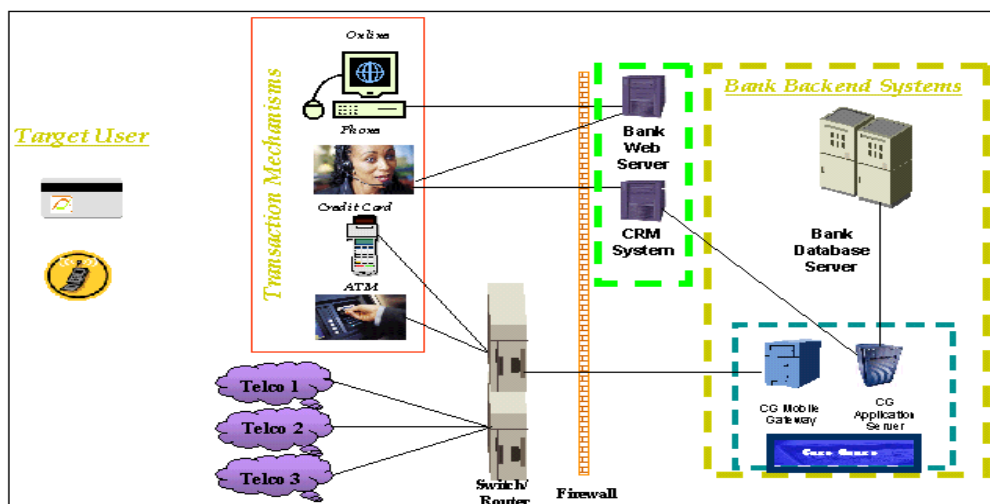 Target User
Transaction Mechanisms
Online
Phone
Credit Card
ATM
Telco 1
Telco 2
Telco 3
Switch/
Router
Firewall
Bank
Web
Server
CRM
System
Bank Backend Systems
Bank
Database
Server
CG Mobile
Gateway
CG
Application
Server